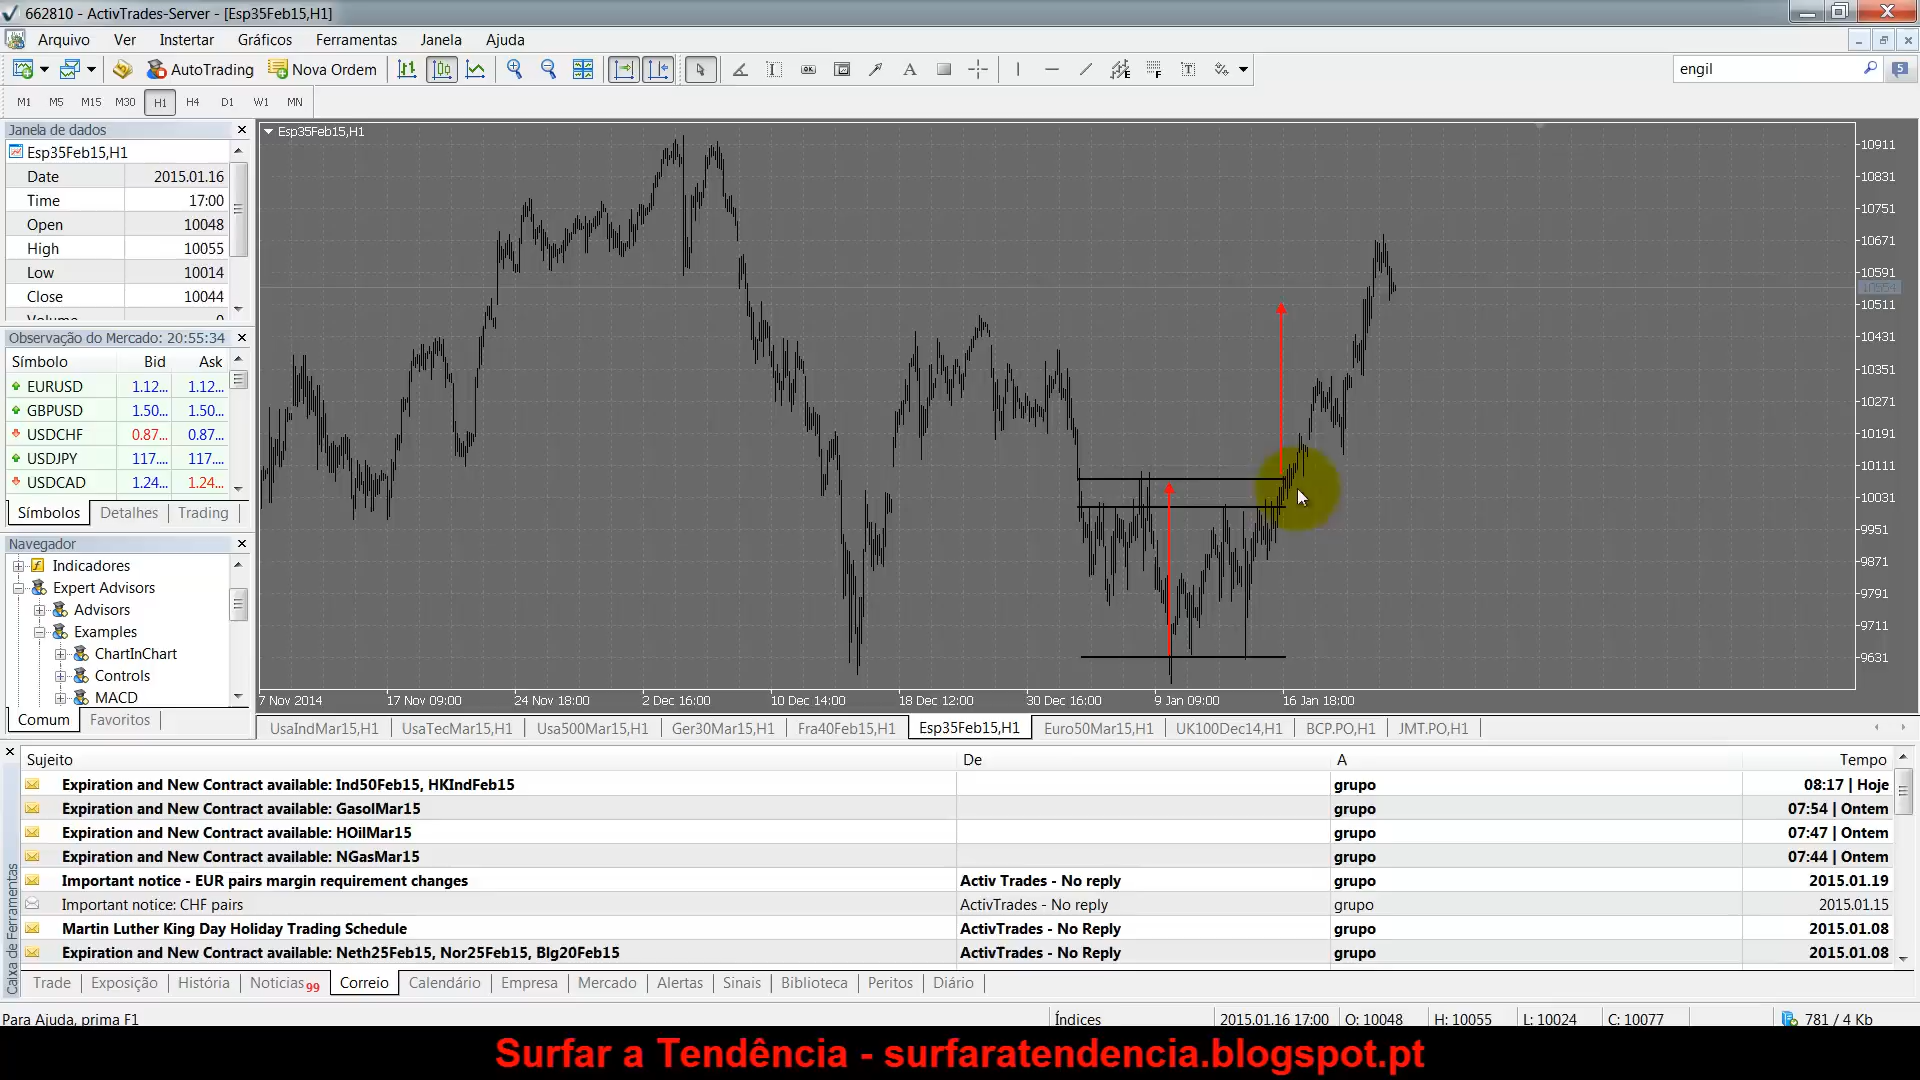 662810 - ActivTrades-Server - [Esp35Feb15,H1]
Arquivo Ver Instertar Gráficos Ferramentas Janela Ajuda
AutoTrading Nova Ordem engil 5
M1 M5 M15 M30 H1 H4 D1 W1 MN
Janela de dados
Esp35Feb15,H1
Date 2015.01.16
Time 17:00
Open 10048
High 10055
Low 10014
Close 10044
Observação do Mercado: 20:55:34
Símbolo Bid Ask
EURUSD 1.12... 1.12...
GBPUSD 1.50... 1.50...
USDCHF 0.87... 0.87...
USDJPY 117.... 117....
USDCAD 1.24... 1.24...
Símbolos Detalhes Trading
Navegador
Indicadores
Expert Advisors
Advisors
Examples
ChartInChart
Controls
MACD
Comum Favoritos
Esp35Feb15,H1
10911
10831
10751
10671
10591
10554
10511
10431
10351
10271
10191
10111
10031
9951
9871
9791
9711
9631
7 Nov 2014 17 Nov 09:00 24 Nov 18:00 2 Dec 16:00 10 Dec 14:00 18 Dec 12:00 30 Dec 16:00 9 Jan 09:00 16 Jan 18:00
UsaIndMar15,H1 UsaTecMar15,H1 Usa500Mar15,H1 Ger30Mar15,H1 Fra40Feb15,H1 Esp35Feb15,H1 Euro50Mar15,H1 UK100Dec14,H1 BCP.PO,H1 JMT.PO,H1
Caixa de Ferramentas
Sujeito De A Tempo
Expiration and New Contract available: Ind50Feb15, HKIndFeb15 grupo 08:17 | Hoje
Expiration and New Contract available: GasolMar15 grupo 07:54 | Ontem
Expiration and New Contract available: HOilMar15 grupo 07:47 | Ontem
Expiration and New Contract available: NGasMar15 grupo 07:44 | Ontem
Important notice - EUR pairs margin requirement changes Activ Trades - No reply grupo 2015.01.19
Important notice: CHF pairs ActivTrades - No reply grupo 2015.01.15
Martin Luther King Day Holiday Trading Schedule ActivTrades - No Reply grupo 2015.01.08
Expiration and New Contract available: Neth25Feb15, Nor25Feb15, Blg20Feb15 ActivTrades - No Reply grupo 2015.01.08
Trade Exposição História Noticias 99 Correio Calendário Empresa Mercado Alertas Sinais Biblioteca Peritos Diário
Para Ajuda, prima F1 Índices 2015.01.16 17:00 O: 10048 H: 10055 L: 10024 C: 10077 781 / 4 Kb
Surfar a Tendência - surfaratendencia.blogspot.pt